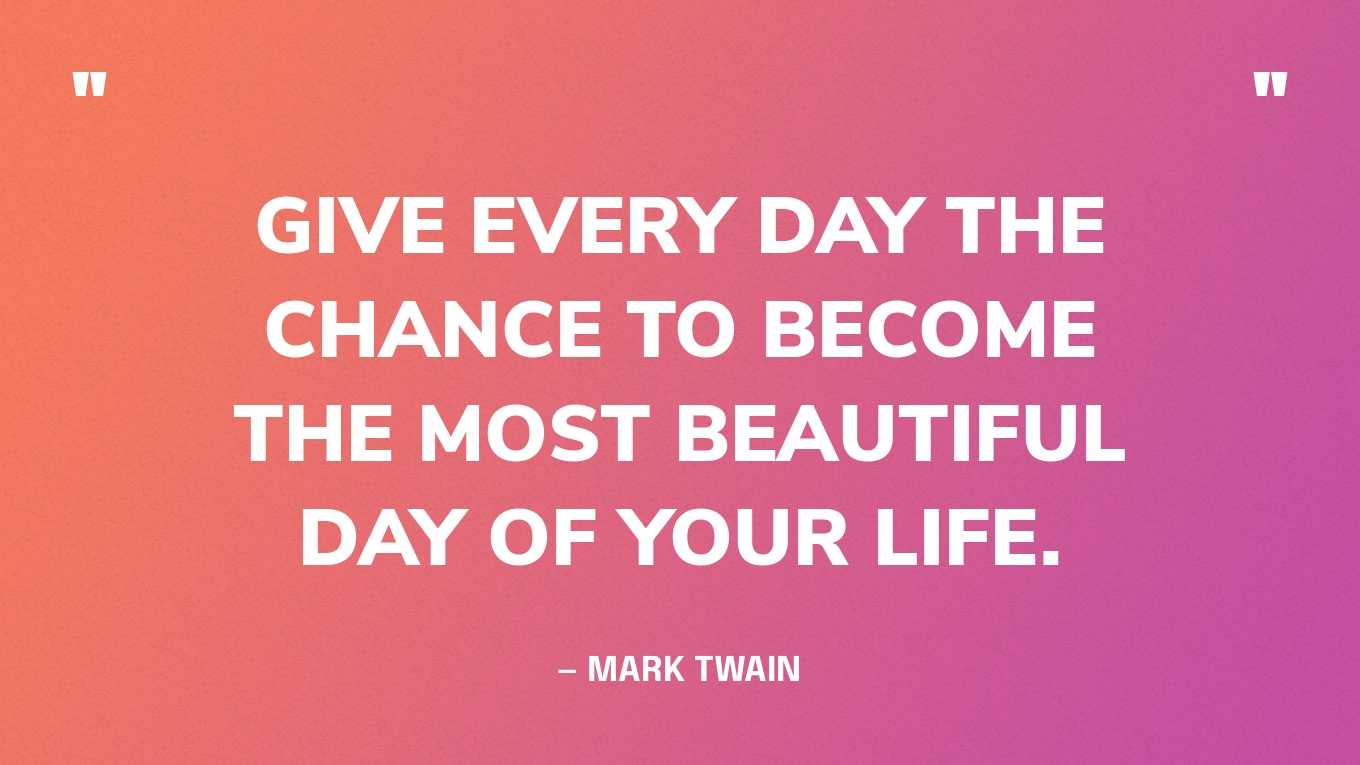 " "
GIVE EVERY DAY THE
CHANCE TO BECOME
THE MOST BEAUTIFUL
DAY OF YOUR LIFE.
– MARK TWAIN